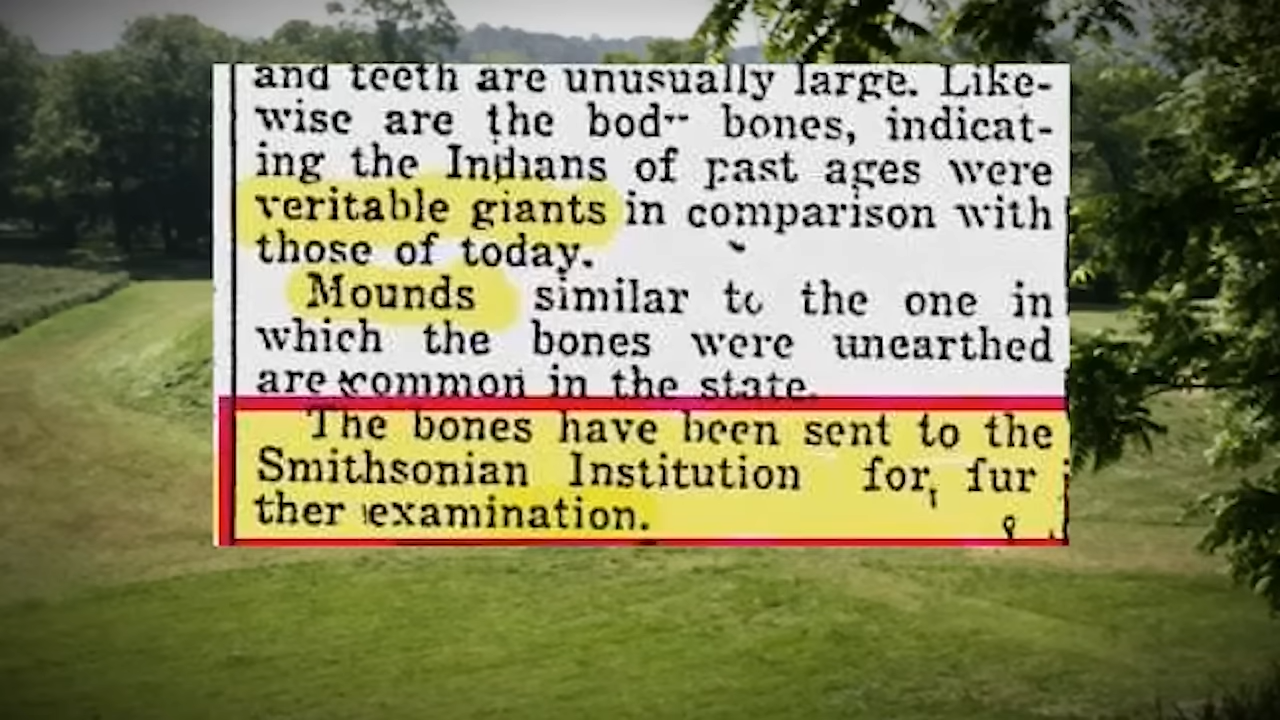 and teeth are unusually large. Like-
wise are the bod-- bones, indicat-
ing the Indians of past ages were
veritable giants in comparison with
those of today.
Mounds similar to the one in
which the bones were unearthed
are common in the state.
The bones have been sent to the
Smithsonian Institution for fur
ther examination.